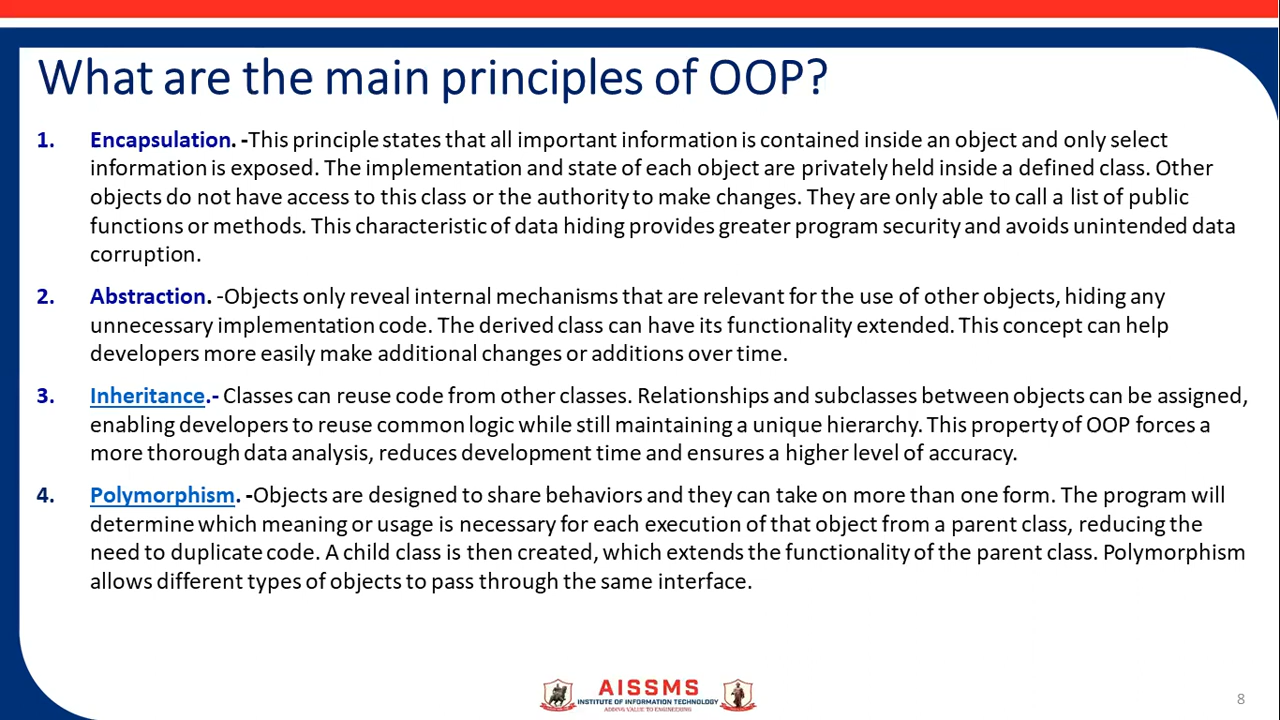 What are the main principles of OOP?
1. Encapsulation. -This principle states that all important information is contained inside an object and only select
information is exposed. The implementation and state of each object are privately held inside a defined class. Other
objects do not have access to this class or the authority to make changes. They are only able to call a list of public
functions or methods. This characteristic of data hiding provides greater program security and avoids unintended data
corruption.
2. Abstraction. -Objects only reveal internal mechanisms that are relevant for the use of other objects, hiding any
unnecessary implementation code. The derived class can have its functionality extended. This concept can help
developers more easily make additional changes or additions over time.
3. Inheritance.- Classes can reuse code from other classes. Relationships and subclasses between objects can be assigned,
enabling developers to reuse common logic while still maintaining a unique hierarchy. This property of OOP forces a
more thorough data analysis, reduces development time and ensures a higher level of accuracy.
4. Polymorphism. -Objects are designed to share behaviors and they can take on more than one form. The program will
determine which meaning or usage is necessary for each execution of that object from a parent class, reducing the
need to duplicate code. A child class is then created, which extends the functionality of the parent class. Polymorphism
allows different types of objects to pass through the same interface.
AISSMS
INSTITUTE OF INFORMATION TECHNOLOGY
ADDING VALUE TO ENGINEERING
8